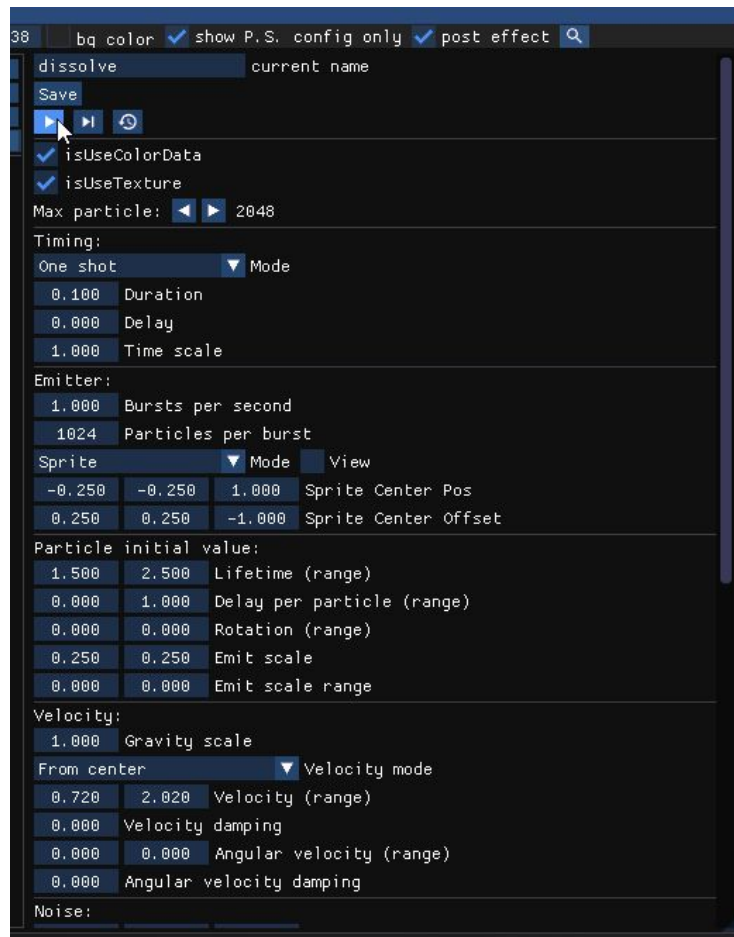 38 bg color show P.S. config only post effect
dissolve current name
Save
isUseColorData
isUseTexture
Max particle: 2048
Timing:
One shot Mode
0.100 Duration
0.000 Delay
1.000 Time scale
Emitter:
1.000 Bursts per second
1024 Particles per burst
Sprite Mode View
-0.250 -0.250 1.000 Sprite Center Pos
0.250 0.250 -1.000 Sprite Center Offset
Particle initial value:
1.500 2.500 Lifetime (range)
0.000 1.000 Delay per particle (range)
0.000 0.000 Rotation (range)
0.250 0.250 Emit scale
0.000 0.000 Emit scale range
Velocity:
1.000 Gravity scale
From center Velocity mode
0.720 2.020 Velocity (range)
0.000 Velocity damping
0.000 0.000 Angular velocity (range)
0.000 Angular velocity damping
Noise: